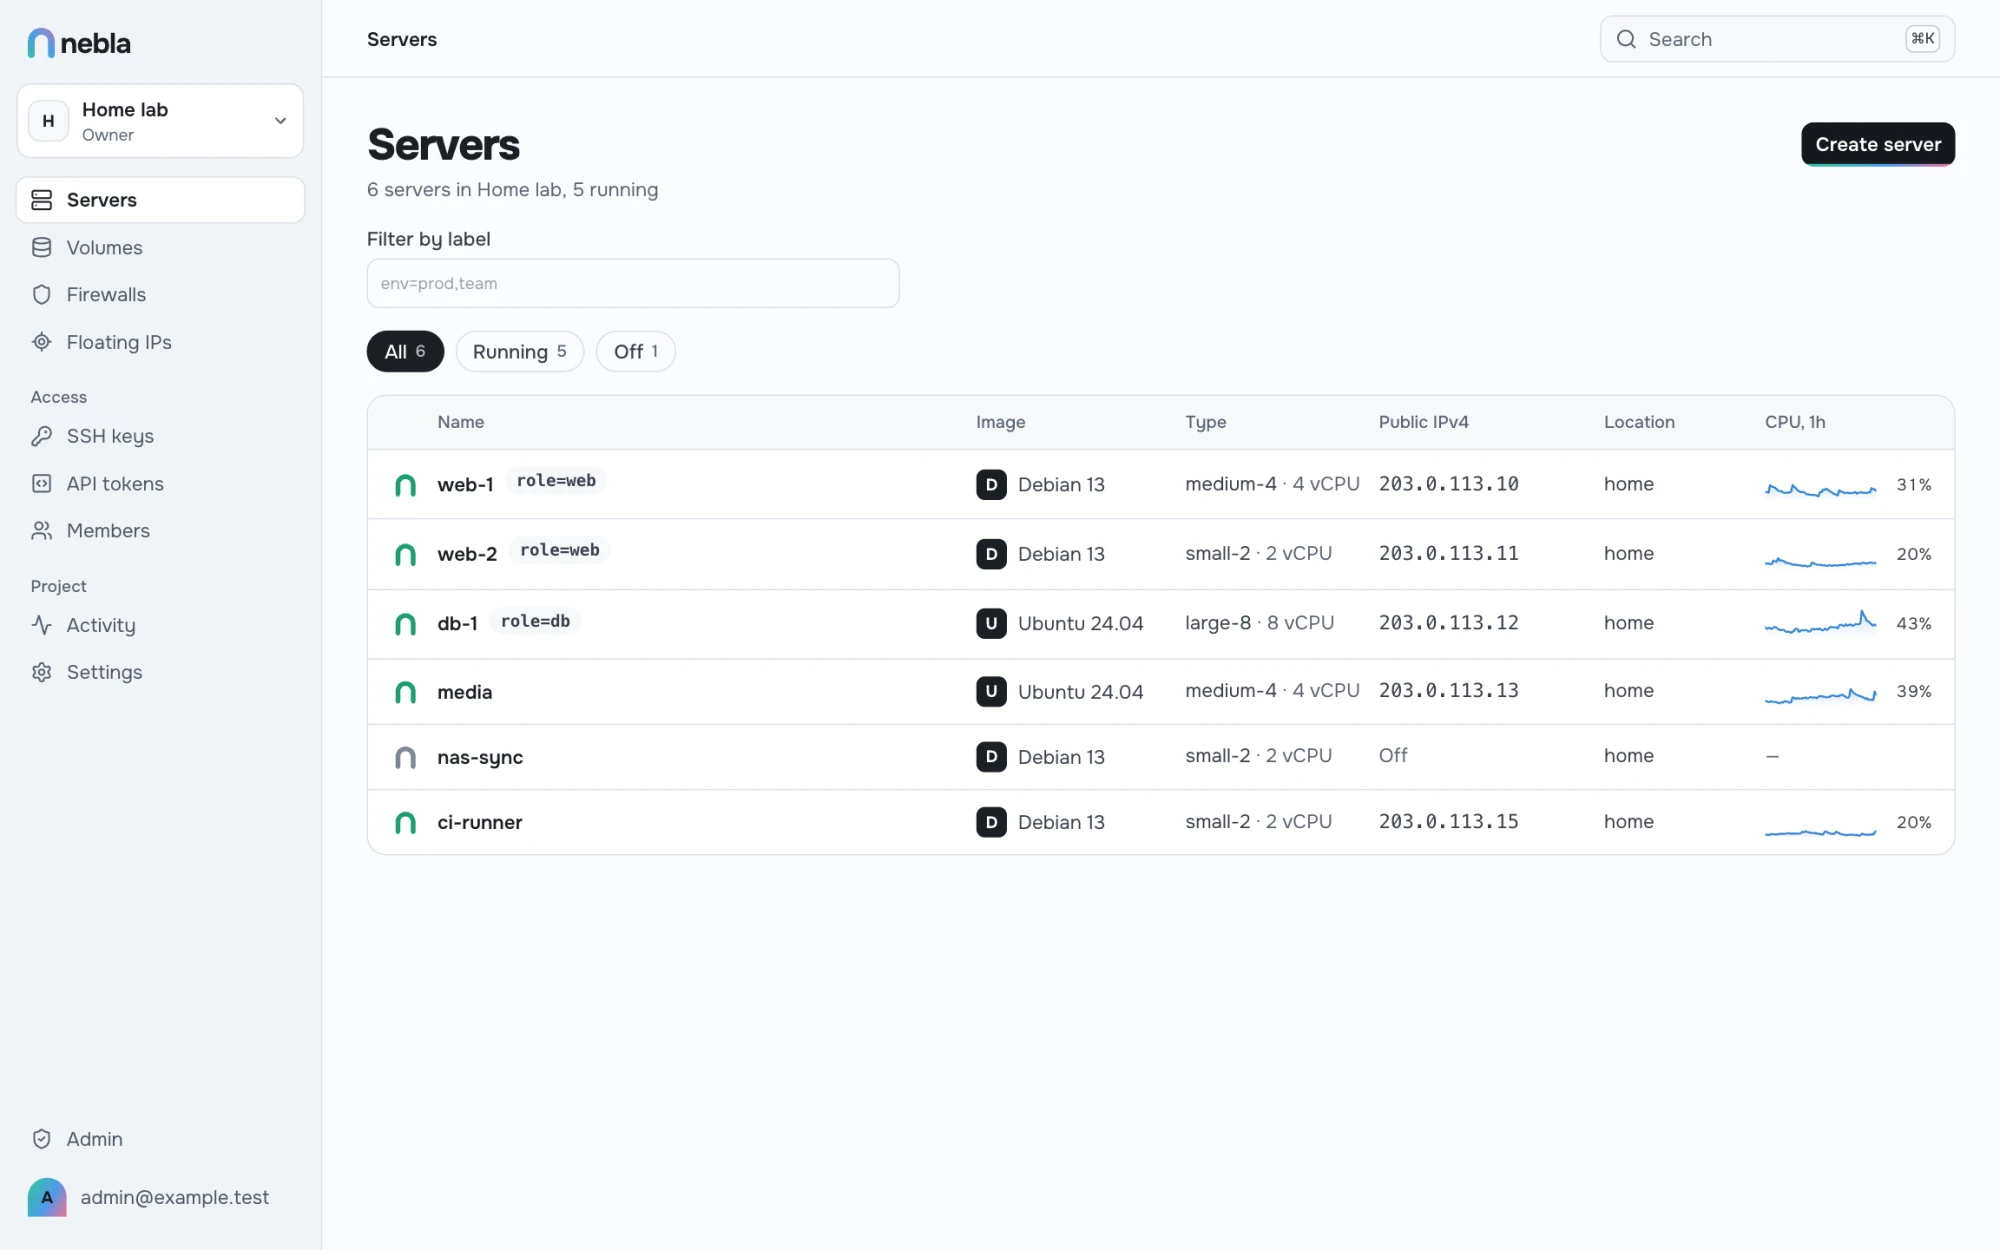 nebla
H
Home lab
Owner
Servers
Volumes
Firewalls
Floating IPs
Access
SSH keys
API tokens
Members
Project
Activity
Settings
Admin
A
admin@example.test
Servers
Search
⌘K
Servers
Create server
6 servers in Home lab, 5 running
Filter by label
env=prod,team
All 6
Running 5
Off 1
Name Image Type Public IPv4 Location CPU, 1h
web-1 role=web D Debian 13 medium-4 · 4 vCPU 203.0.113.10 home 31%
web-2 role=web D Debian 13 small-2 · 2 vCPU 203.0.113.11 home 20%
db-1 role=db U Ubuntu 24.04 large-8 · 8 vCPU 203.0.113.12 home 43%
media U Ubuntu 24.04 medium-4 · 4 vCPU 203.0.113.13 home 39%
nas-sync D Debian 13 small-2 · 2 vCPU Off home –
ci-runner D Debian 13 small-2 · 2 vCPU 203.0.113.15 home 20%